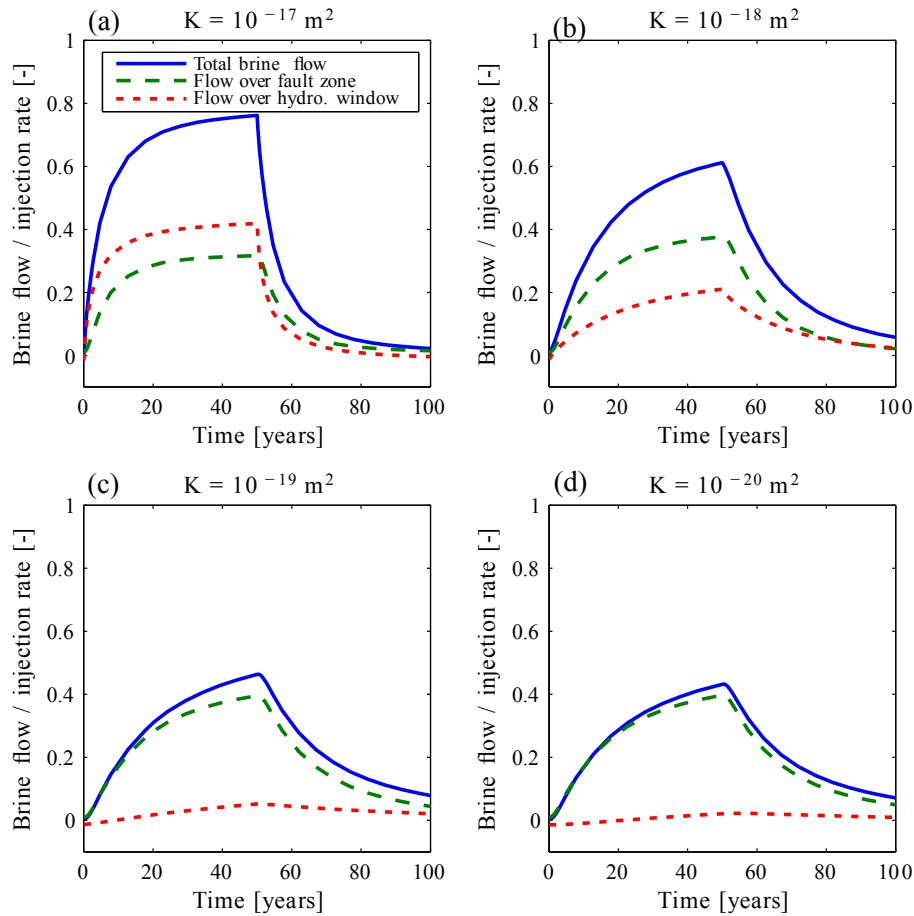 (a) K = 10 ⁻¹⁷ m²
Brine flow / injection rate [-]
1
0.8
0.6
0.4
0.2
0
Total brine flow
Flow over fault zone
Flow over hydro. window
0 20 40 60 80 100
Time [years]
(b) K = 10 ⁻¹⁸ m²
Brine flow / injection rate [-]
1
0.8
0.6
0.4
0.2
0
0 20 40 60 80 100
Time [years]
(c) K = 10 ⁻¹⁹ m²
Brine flow / injection rate [-]
1
0.8
0.6
0.4
0.2
0
0 20 40 60 80 100
Time [years]
(d) K = 10 ⁻²⁰ m²
Brine flow / injection rate [-]
1
0.8
0.6
0.4
0.2
0
0 20 40 60 80 100
Time [years]